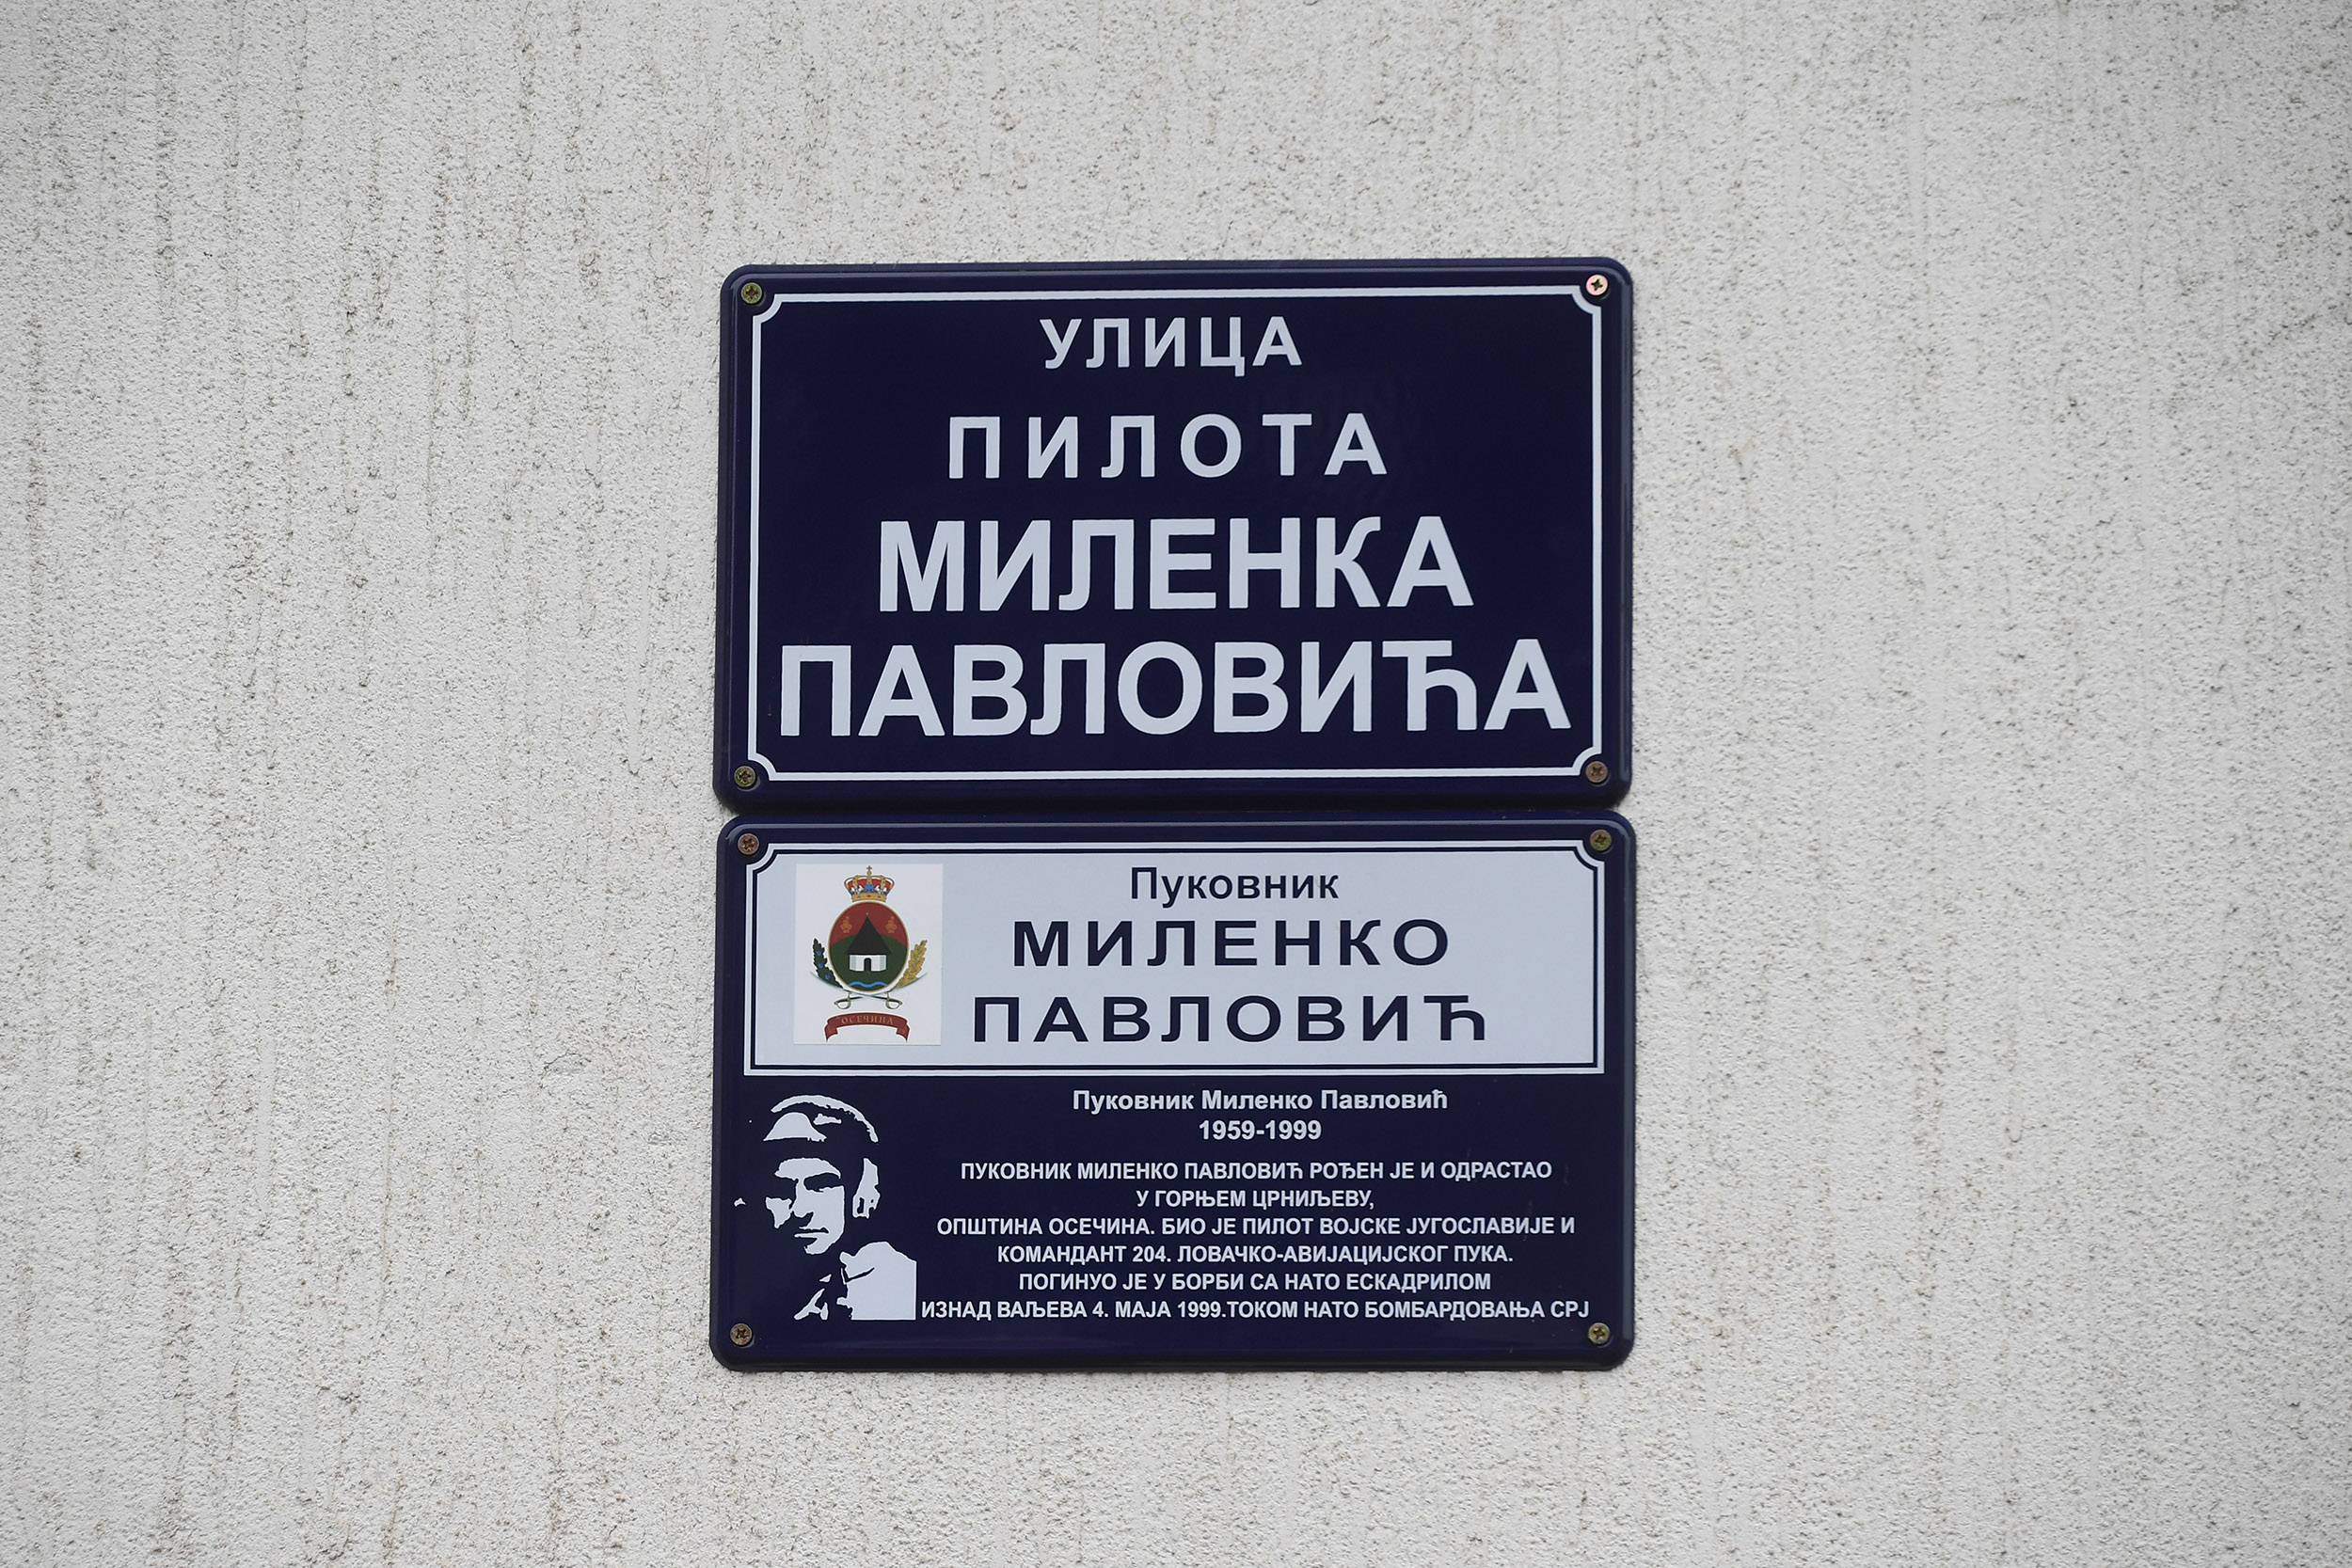 УЛИЦА
ПИЛОТА
МИЛЕНКА
ПАВЛОВИЋА
Пуковник
МИЛЕНКО
ПАВЛОВИЋ
ОСЕЧИНА
Пуковник Миленко Павловић
1959-1999
ПУКОВНИК МИЛЕНКО ПАВЛОВИЋ РОЂЕН ЈЕ И ОДРАСТАО
У ГОРЊЕМ ЦРНИЉЕВУ,
ОПШТИНА ОСЕЧИНА. БИО ЈЕ ПИЛОТ ВОЈСКЕ ЈУГОСЛАВИЈЕ И
КОМАНДАНТ 204. ЛОВАЧКО-АВИЈАЦИЈСКОГ ПУКА.
ПОГИНУО ЈЕ У БОРБИ СА НАТО ЕСКАДРИЛОМ
ИЗНАД ВАЉЕВА 4. МАЈА 1999.ТОКОМ НАТО БОМБАРДОВАЊА СРЈ